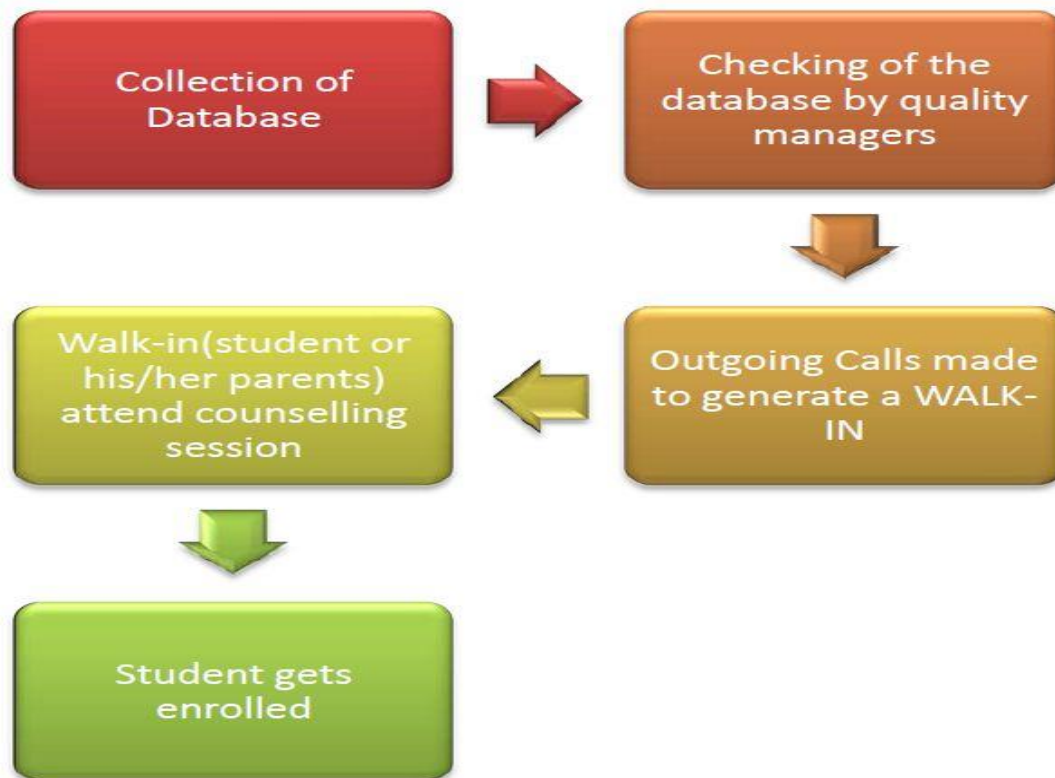 Collection of
Database
Checking of the
database by quality
managers
Outgoing Calls made
to generate a WALK-
IN
Walk-in(student or
his/her parents)
attend counselling
session
Student gets
enrolled